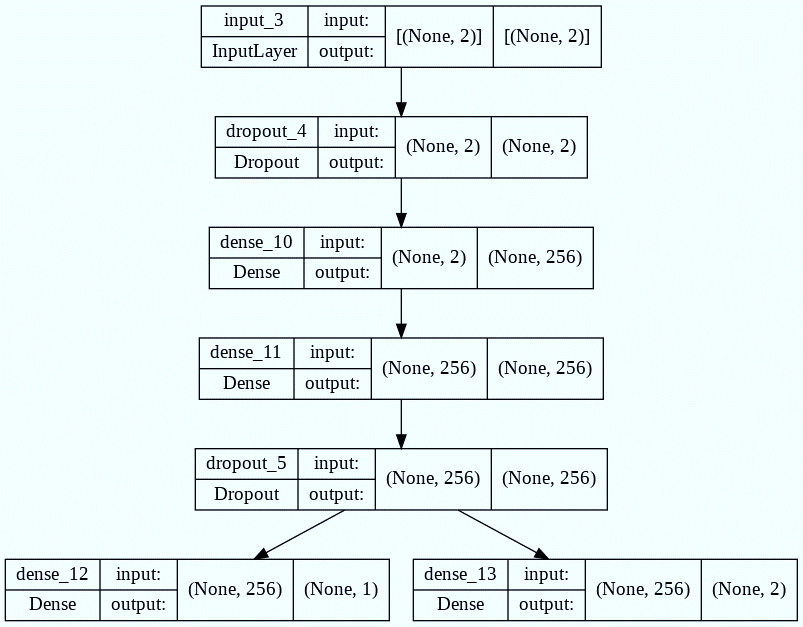 input_3 input: [(None, 2)] [(None, 2)]
InputLayer output:
dropout_4 input: (None, 2) (None, 2)
Dropout output:
dense_10 input: (None, 2) (None, 256)
Dense output:
dense_11 input: (None, 256) (None, 256)
Dense output:
dropout_5 input: (None, 256) (None, 256)
Dropout output:
dense_12 input: (None, 256) (None, 1)
Dense output:
dense_13 input: (None, 256) (None, 2)
Dense output: